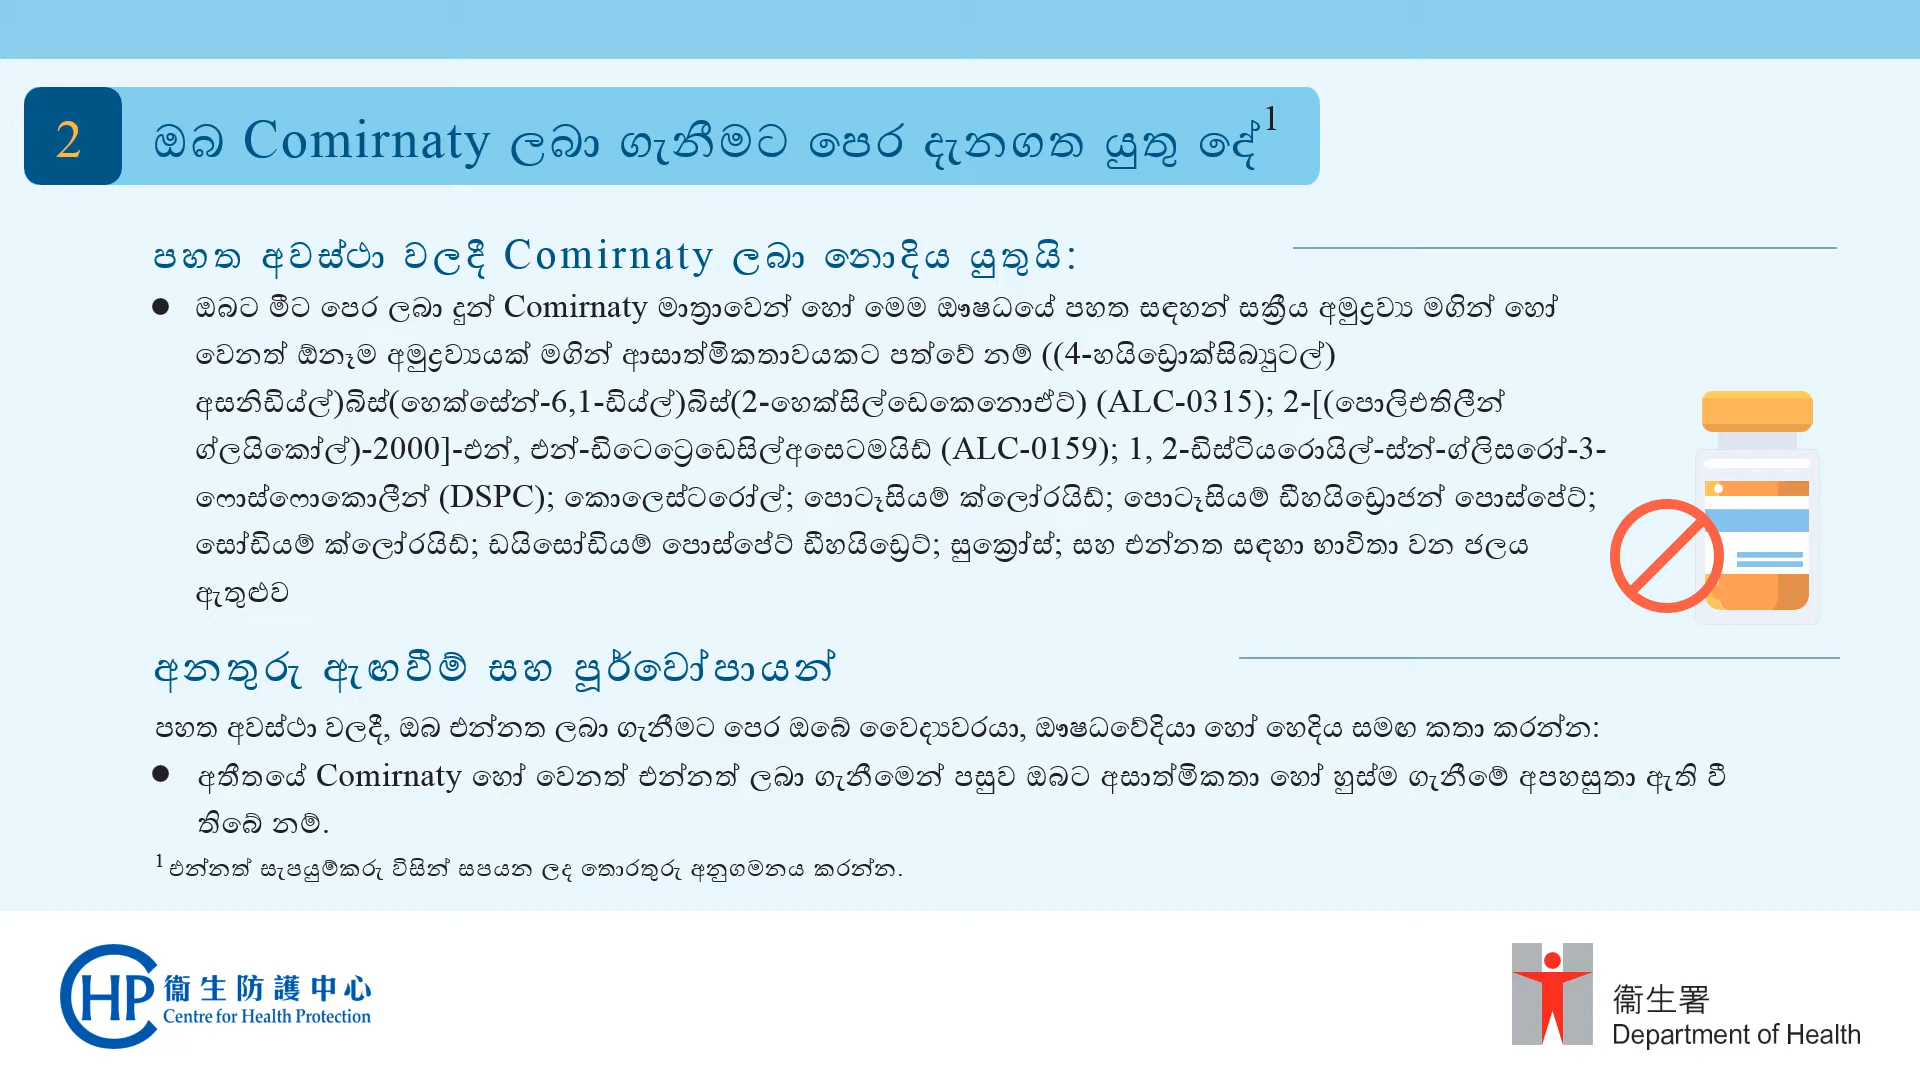 2
ඔබ Comirnaty ලබා ගැනීමට පෙර දැනගත යුතු දේ1
පහත අවස්ථා වලදී Comirnaty ලබා නොදිය යුතුයි:
● ඔබට මීට පෙර ලබා දුන් Comirnaty මාත්‍රාවෙන් හෝ මෙම ඖෂධයේ පහත සඳහන් සක්‍රීය අමුද්‍රව්‍ය මගින් හෝ
වෙනත් ඕනෑම අමුද්‍රව්‍යයක් මගින් ආසාත්මිකතාවයකට පත්වේ නම් ((4-හයිඩ්‍රොක්සිබ්‍යුටල්)
අසනිඩිය්ල්)බිස්(හෙක්සේන්-6,1-ඩිය්ල්)බිස්(2-හෙක්සිල්ඩෙකෙනොඒට්) (ALC-0315); 2-[(පොලිඑතිලීන්
ග්ලයිකෝල්)-2000]-එන්, එන්-ඩිටෙට්‍රෙඩෙසිල්අසෙටමයිඩ් (ALC-0159); 1, 2-ඩිස්ටියරොයිල්-ස්න්-ග්ලිසරෝ-3-
ෆොස්ෆොකොලීන් (DSPC); කොලෙස්ටරෝල්; පොටෑසියම් ක්ලෝරයිඩ්; පොටෑසියම් ඩීහයිඩ්‍රොජන් පොස්පේට්;
සෝඩියම් ක්ලෝරයිඩ්; ඩයිසෝඩියම් පොස්පේට් ඩීහයිඩ්‍රේට්; සුක්‍රෝස්; සහ එන්නත සඳහා භාවිතා වන ජලය
ඇතුළුව
අනතුරු ඇඟවීම් සහ පූර්වෝපායන්
පහත අවස්ථා වලදී, ඔබ එන්නත ලබා ගැනීමට පෙර ඔබේ වෛද්‍යවරයා, ඖෂධවේදියා හෝ හෙදිය සමඟ කතා කරන්න:
● අතීතයේ Comirnaty හෝ වෙනත් එන්නත් ලබා ගැනීමෙන් පසුව ඔබට අසාත්මිකතා හෝ හුස්ම ගැනීමේ අපහසුතා ඇති වී
තිබේ නම්.
1 එන්නත් සැපයුම්කරු විසින් සපයන ලද තොරතුරු අනුගමනය කරන්න.
CHP 衞生防護中心
Centre for Health Protection
衞生署
Department of Health